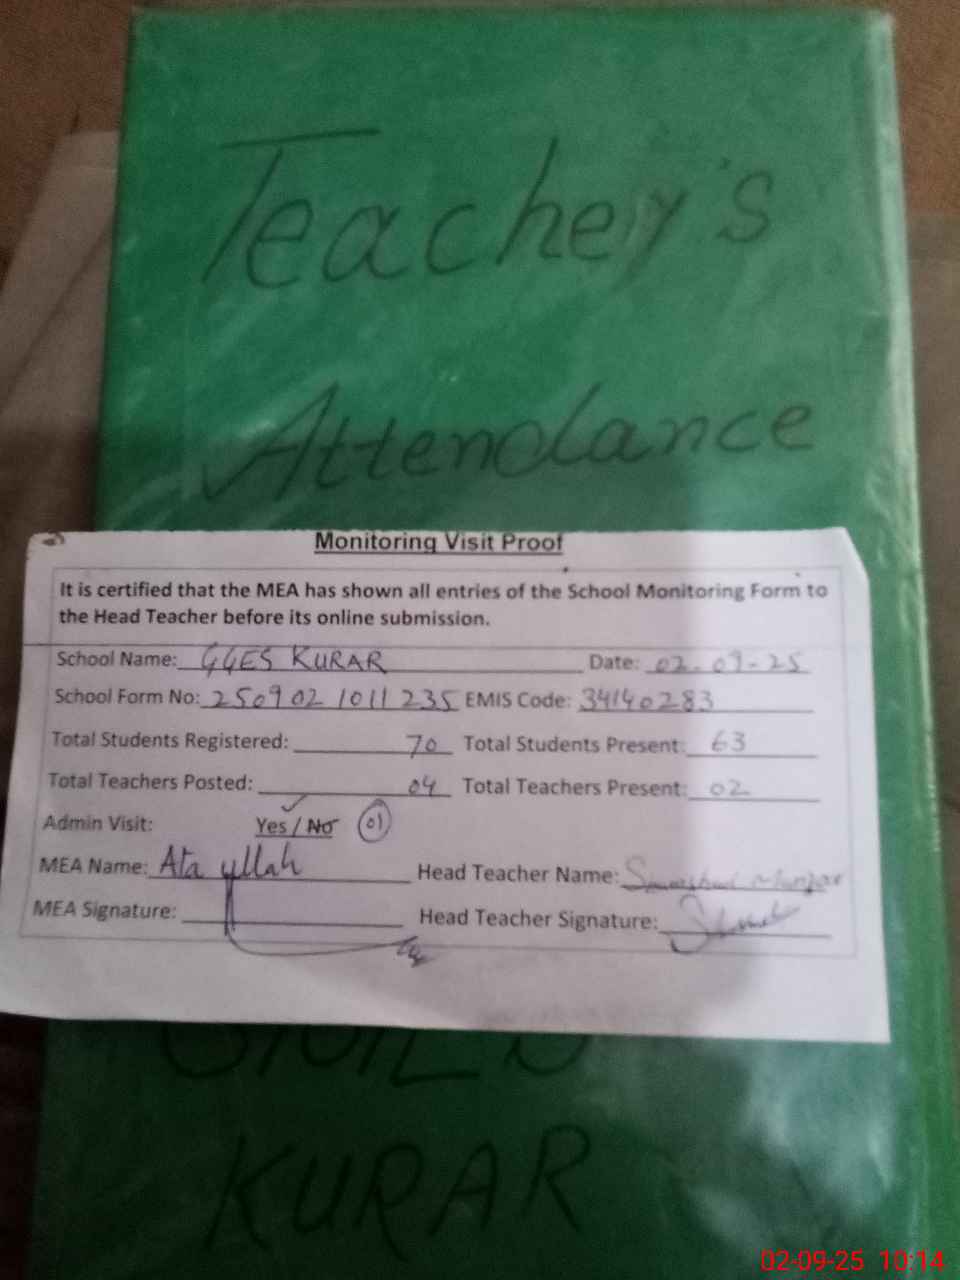 Teacher's
Attendance
Monitoring Visit Proof
It is certified that the MEA has shown all entries of the School Monitoring Form to
the Head Teacher before its online submission.
School Name: GGES KURAR Date: 02-09-25
School Form No: 250902 1011 235 EMIS Code: 34140283
Total Students Registered: 70 Total Students Present: 63
Total Teachers Posted: 04 Total Teachers Present: 02
Admin Visit: Yes / No 01
MEA Name: Ata ullah Head Teacher Name:
MEA Signature: Head Teacher Signature:
KURAR
02-09-25 10:14